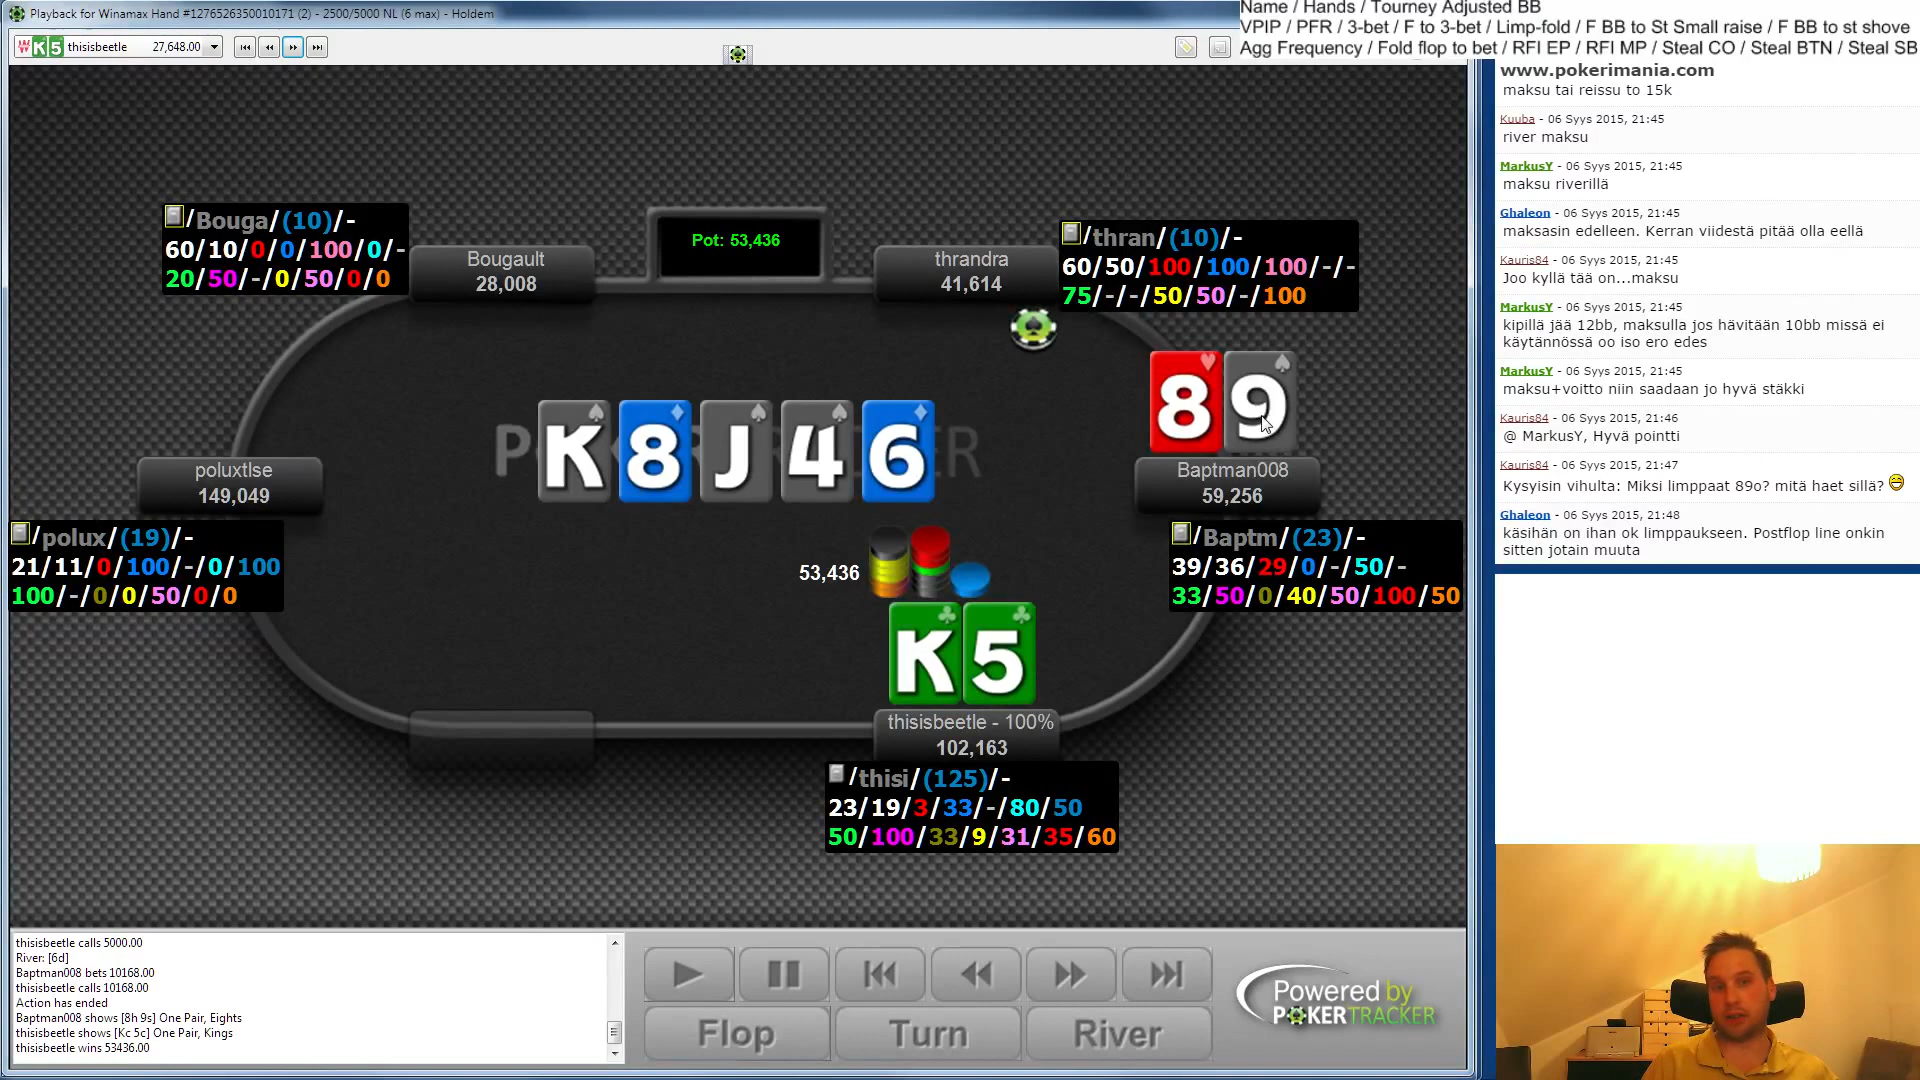 Playback for Winamax Hand #1276526350010171 (2) - 2500/5000 NL (6 max) - Holdem
K5 thisisbeetle 27,648.00
Name / Hands / Tourney Adjusted BB
VPIP / PFR / 3-bet / F to 3-bet / Limp-fold / F BB to St Small raise / F BB to st shove
Agg Frequency / Fold flop to bet / RFI EP / RFI MP / Steal CO / Steal BTN / Steal SB
www.pokerimania.com
maksu tai reissu to 15k
Kuuba - 06 Syys 2015, 21:45
river maksu
MarkusY - 06 Syys 2015, 21:45
maksu riverillä
Ghaleon - 06 Syys 2015, 21:45
maksasin edelleen. Kerran viidestä pitää olla eellä
Kauris84 - 06 Syys 2015, 21:45
Joo kyllä tää on...maksu
MarkusY - 06 Syys 2015, 21:45
kipillä jää 12bb, maksulla jos hävitään 10bb missä ei
käytännössä oo iso ero edes
MarkusY - 06 Syys 2015, 21:45
maksu+voitto niin saadaan jo hyvä stäkki
Kauris84 - 06 Syys 2015, 21:46
@ MarkusY, Hyvä pointti
Kauris84 - 06 Syys 2015, 21:47
Kysyisin vihulta: Miksi limppaat 89o? mitä haet sillä?
Ghaleon - 06 Syys 2015, 21:48
käsihän on ihan ok limppaukseen. Postflop line onkin
sitten jotain muuta
/Bouga/(10)/-
60/10/0/0/100/0/-
20/50/-/0/50/0/0
Bougault
28,008
Pot: 53,436
thrandra
41,614
/thran/(10)/-
60/50/100/100/100/-/-
75/-/-/50/50/-/100
K 8 J 4 6
8 9
Baptman008
59,256
/Baptm/(23)/-
39/36/29/0/-/50/-
33/50/0/40/50/100/50
poluxtlse
149,049
/polux/(19)/-
21/11/0/100/-/0/100
100/-/0/0/50/0/0
53,436
K 5
thisisbeetle - 100%
102,163
/thisi/(125)/-
23/19/3/33/-/80/50
50/100/33/9/31/35/60
thisisbeetle calls 5000.00
River: [6d]
Baptman008 bets 10168.00
thisisbeetle calls 10168.00
Action has ended
Baptman008 shows [8h 9s] One Pair, Eights
thisisbeetle shows [Kc 5c] One Pair, Kings
thisisbeetle wins 53436.00
Flop
Turn
River
Powered by
POKERTRACKER